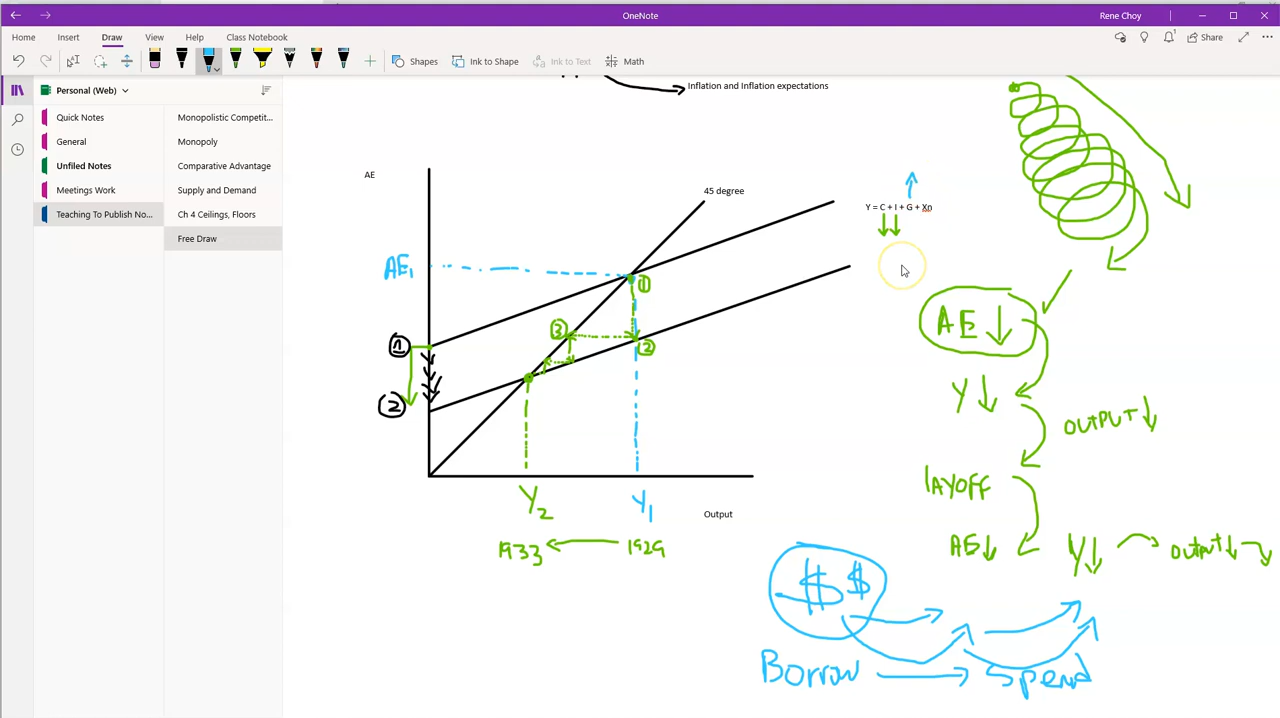 OneNote
Rene Choy
Home Insert Draw View Help Class Notebook
Share
Shapes Ink to Shape Ink to Text Math
Personal (Web)
Quick Notes
General
Unfiled Notes
Meetings Work
Teaching To Publish No...
Monopolistic Competit...
Monopoly
Comparative Advantage
Supply and Demand
Ch 4 Ceilings, Floors
Free Draw
Inflation and Inflation expectations
AE
45 degree
Y = C + I + G + Xn
AE1
1
1
3
2
2
AE ↓
Y ↓
OUTPUT ↓
LAYOFF
AE ↓ Y ↓ OUTPUT ↓
Y2
Y1
Output
1933 ← 1929
$ $
Borrow → Spend